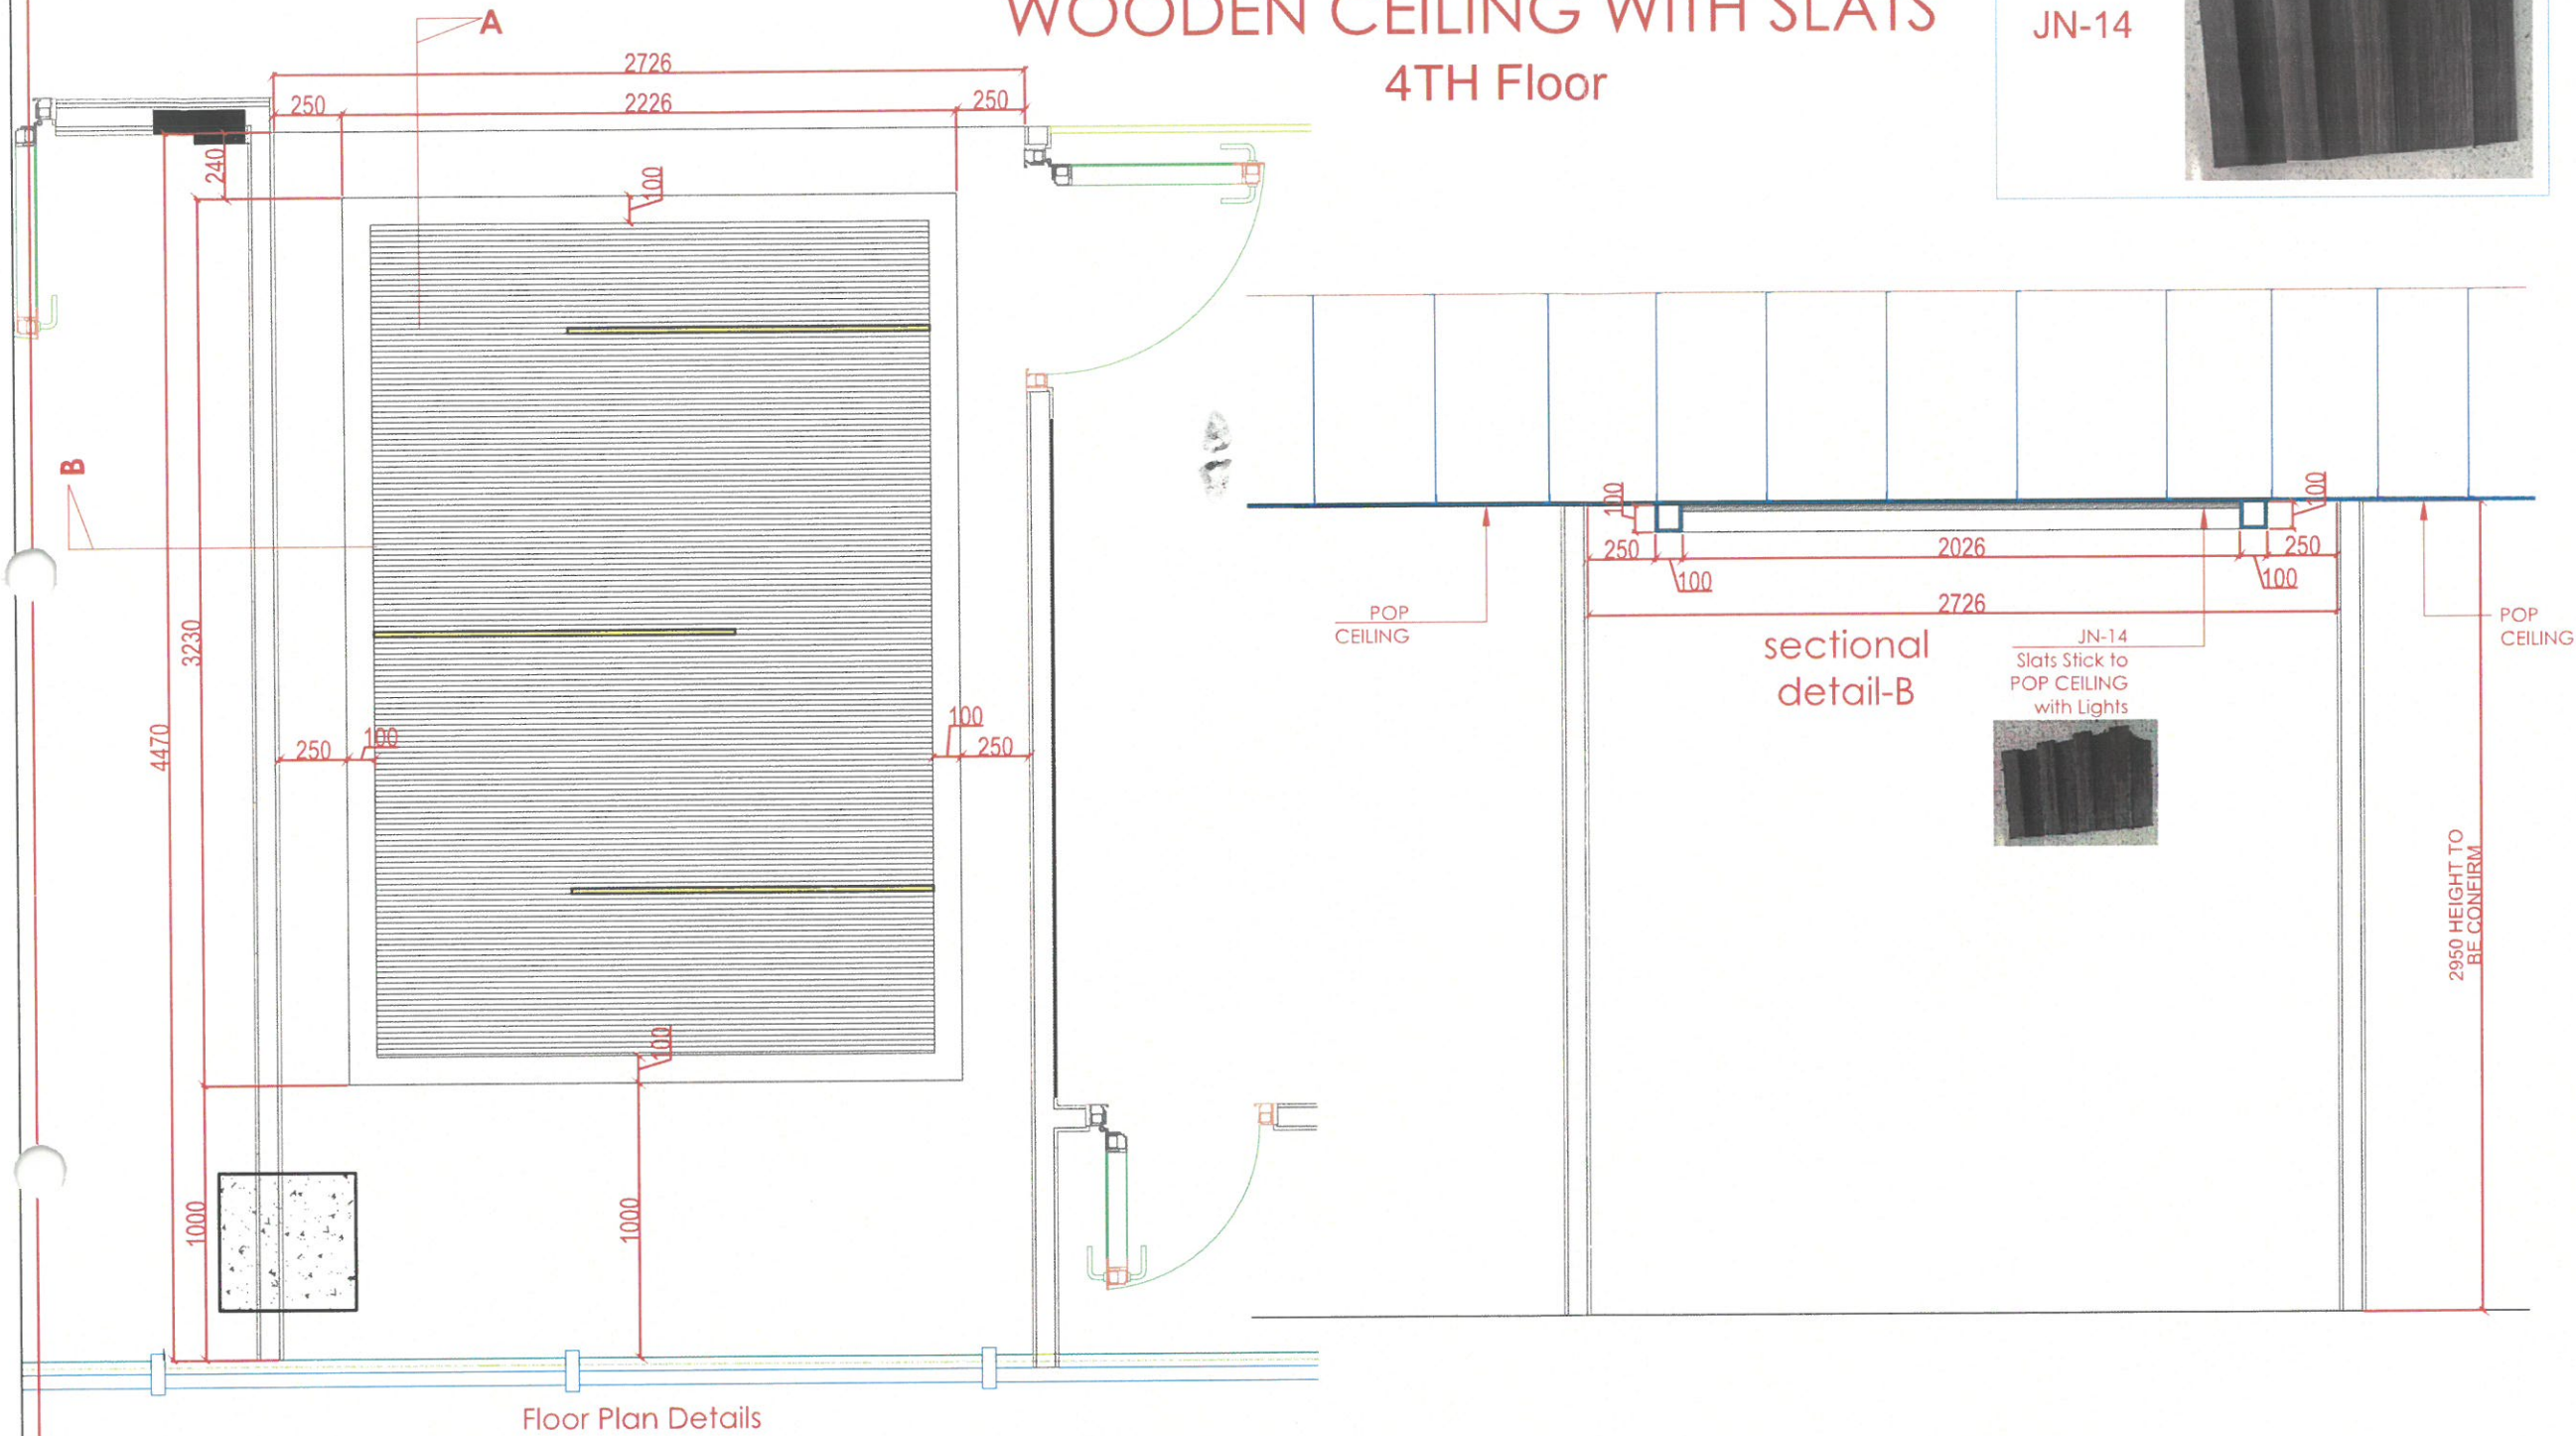 WOODEN CEILING WITH SLATS
4TH Floor
JN-14
A
2726
250
2226
250
240
100
B
3230
4470
250
100
100
250
100
1000
1000
Floor Plan Details
100
100
250
2026
250
100
100
2726
POP
CEILING
sectional
detail-B
JN-14
Slats Stick to
POP CEILING
with Lights
POP
CEILING
2950 HEIGHT TO
BE CONFIRM